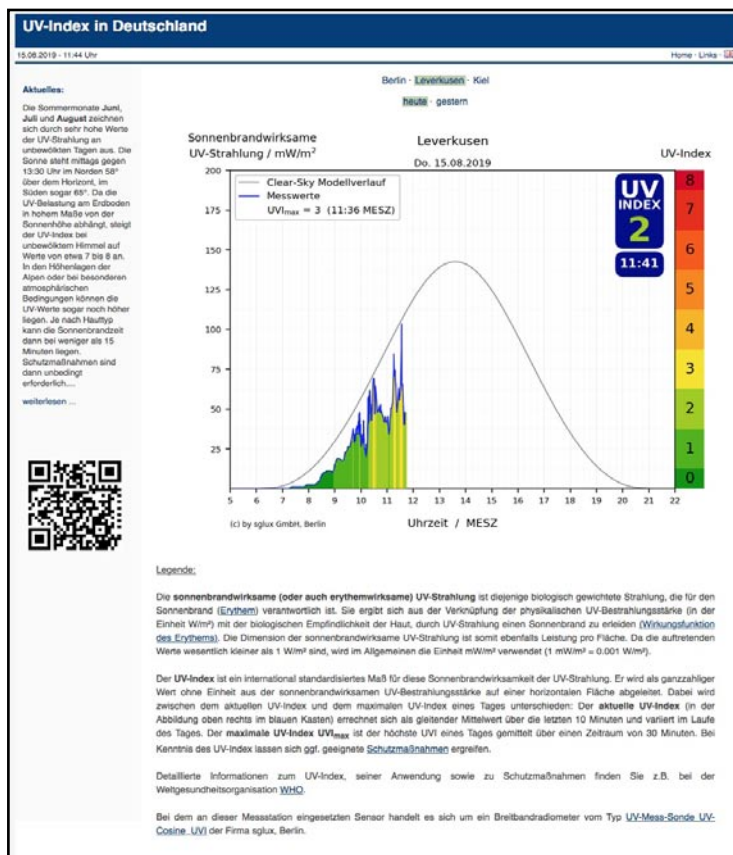 UV-Index in Deutschland
15.08.2019 - 11:44 Uhr
Home · Links ·
Berlin · Leverkusen · Kiel
heute · gestern
Aktuelles:
Die Sommermonate Juni,
Juli und August zeichnen
sich durch sehr hohe Werte
der UV-Strahlung an
unbewölkten Tagen aus. Die
Sonne steht mittags gegen
13:30 Uhr im Norden 58°
über dem Horizont, im
Süden sogar 65°. Da die
UV-Belastung am Erdboden
in hohem Maße von der
Sonnenhöhe abhängt, steigt
der UV-Index bei
unbewölktem Himmel auf
Werte von etwa 7 bis 8 an.
In den Höhenlagen der
Alpen oder bei besonderen
atmosphärischen
Bedingungen können die
UV-Werte sogar noch höher
liegen. Je nach Hauttyp
kann die Sonnenbrandzeit
dann bei weniger als 15
Minuten liegen.
Schutzmaßnahmen sind
dann unbedingt
erforderlich....
weiterlesen ...
Sonnenbrandwirksame
UV-Strahlung / mW/m²
Leverkusen
Do. 15.08.2019
UV-Index
Clear-Sky Modellverlauf
Messwerte
UVImax = 3 (11:36 MESZ)
UV
INDEX
2
11:41
200
175
150
125
100
75
50
25
8
7
6
5
4
3
2
1
0
5 6 7 8 9 10 11 12 13 14 15 16 17 18 19 20 21 22
(c) by sglux GmbH, Berlin
Uhrzeit / MESZ
Legende:
Die sonnenbrandwirksame (oder auch erythemwirksame) UV-Strahlung ist diejenige biologisch gewichtete Strahlung, die für den
Sonnenbrand (Erythem) verantwortlich ist. Sie ergibt sich aus der Verknüpfung der physikalischen UV-Bestrahlungsstärke (in der
Einheit W/m²) mit der biologischen Empfindlichkeit der Haut, durch UV-Strahlung einen Sonnenbrand zu erleiden (Wirkungsfunktion
des Erythems). Die Dimension der sonnenbrandwirksame UV-Strahlung ist somit ebenfalls Leistung pro Fläche. Da die auftretenden
Werte wesentlich kleiner als 1 W/m² sind, wird im Allgemeinen die Einheit mW/m² verwendet (1 mW/m² = 0.001 W/m²).
Der UV-Index ist ein international standardisiertes Maß für diese Sonnenbrandwirksamkeit der UV-Strahlung. Er wird als ganzzahliger
Wert ohne Einheit aus der sonnenbrandwirksamen UV-Bestrahlungsstärke auf einer horizontalen Fläche abgeleitet. Dabei wird
zwischen dem aktuellen UV-Index und dem maximalen UV-Index eines Tages unterschieden: Der aktuelle UV-Index (in der
Abbildung oben rechts im blauen Kasten) errechnet sich als gleitender Mittelwert über die letzten 10 Minuten und variiert im Laufe
des Tages. Der maximale UV-Index UVImax ist der höchste UVI eines Tages gemittelt über einen Zeitraum von 30 Minuten. Bei
Kenntnis des UV-Index lassen sich ggf. geeignete Schutzmaßnahmen ergreifen.
Detaillierte Informationen zum UV-Index, seiner Anwendung sowie zu Schutzmaßnahmen finden Sie z.B. bei der
Weltgesundheitsorganisation WHO.
Bei dem an dieser Messstation eingesetzten Sensor handelt es sich um ein Breitbandradiometer vom Typ UV-Mess-Sonde UV-
Cosine_UVI der Firma sglux, Berlin.